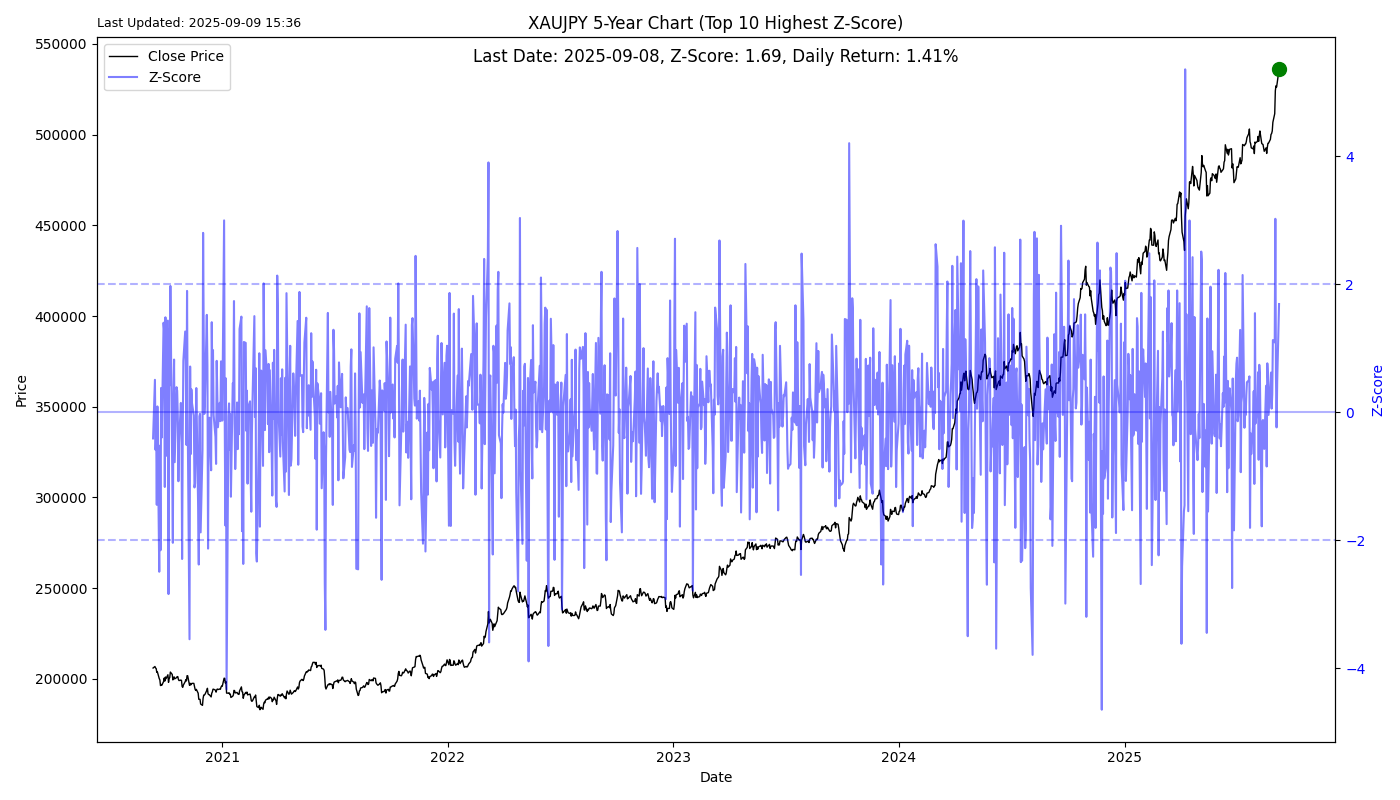 Last Updated: 2025-09-09 15:36
XAUJPY 5-Year Chart (Top 10 Highest Z-Score)
Last Date: 2025-09-08, Z-Score: 1.69, Daily Return: 1.41%
Close Price
Z-Score
Price
550000
500000
450000
400000
350000
300000
250000
200000
4
2
0
−2
−4
Z-Score
2021
2022
2023
2024
2025
Date